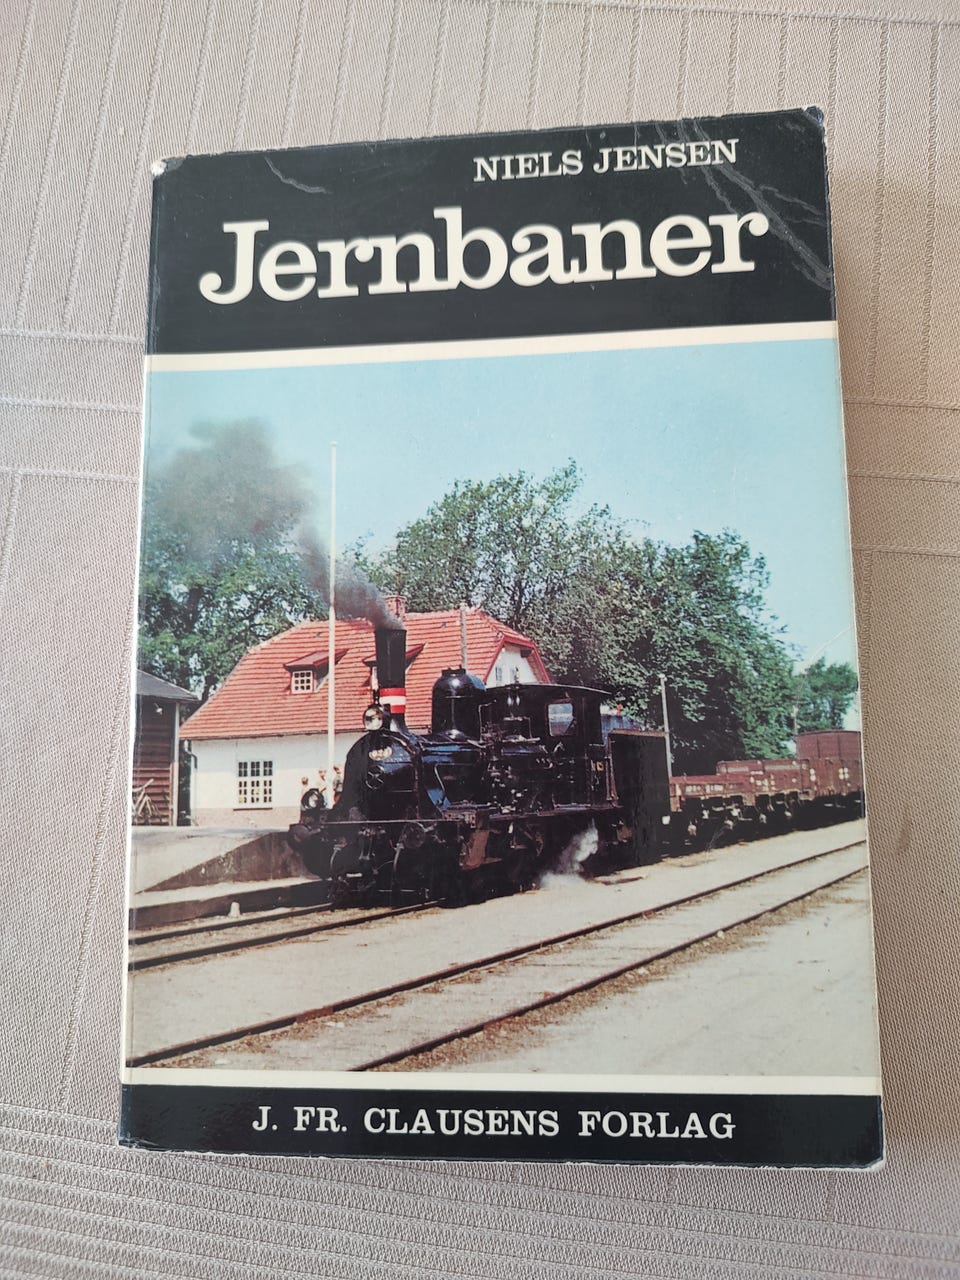 NIELS JENSEN
Jernbaner
J. FR. CLAUSENS FORLAG